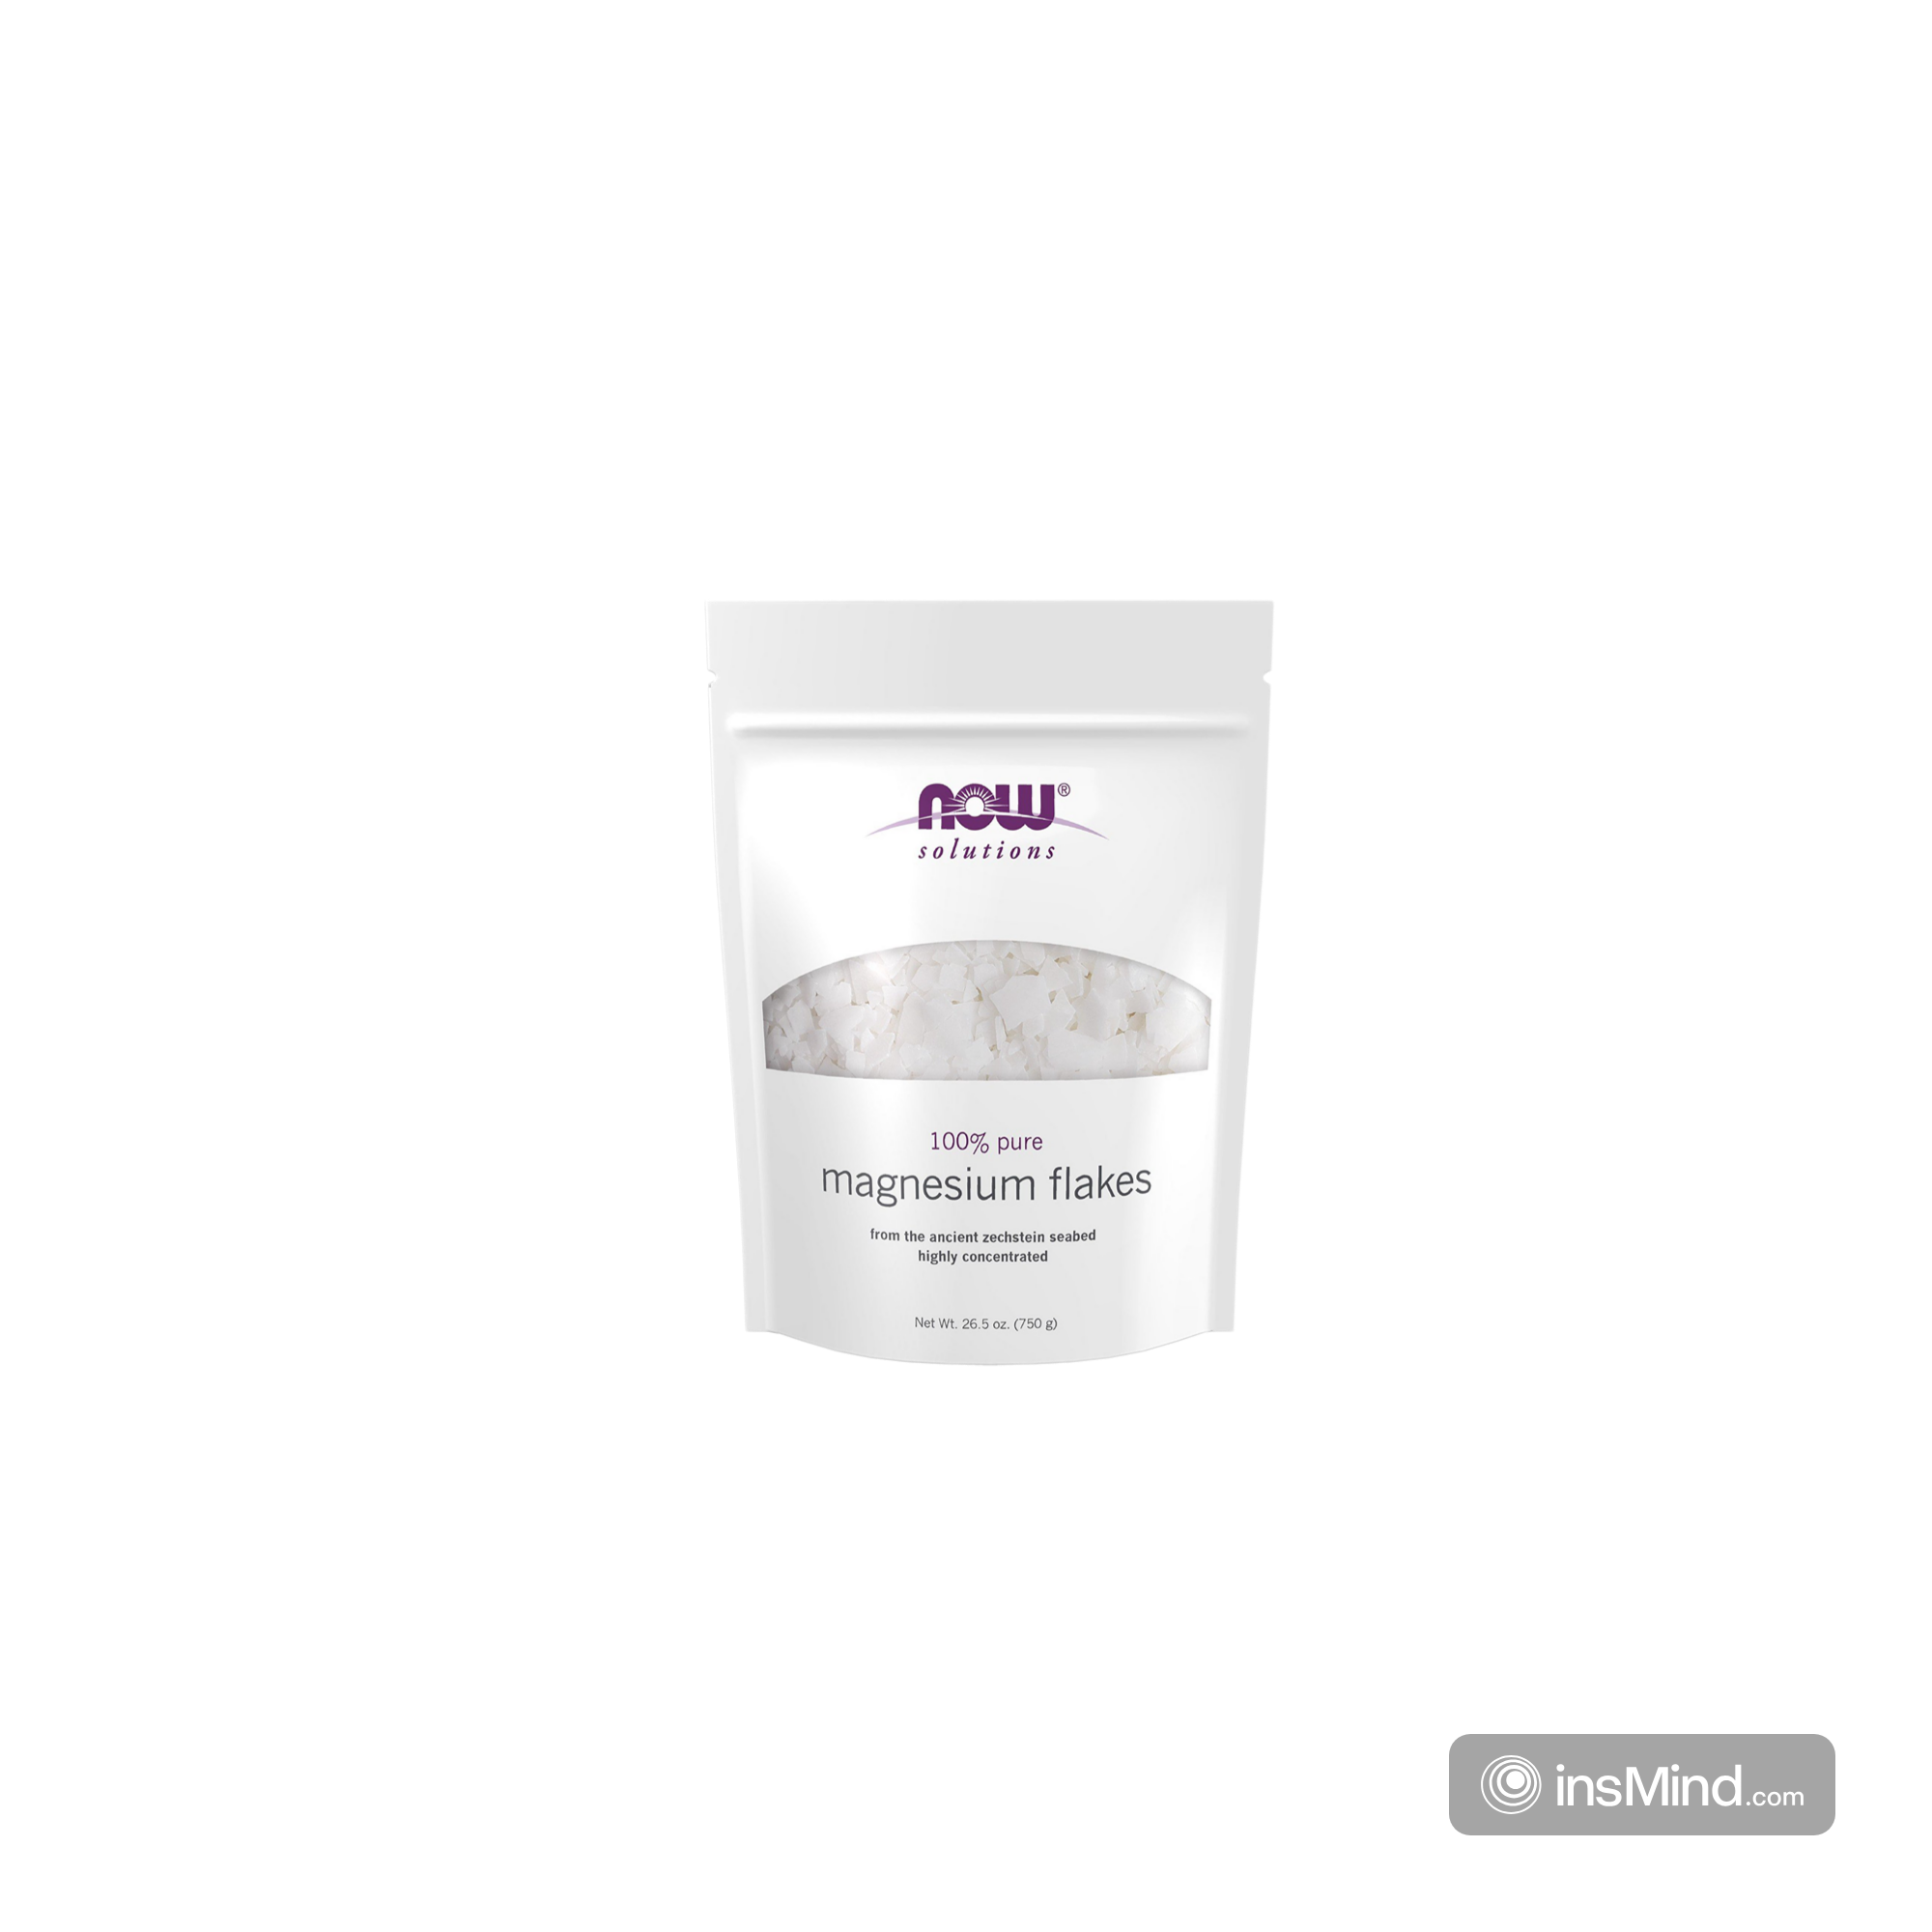 now®
solutions
100% pure
magnesium flakes
from the ancient zechstein seabed
highly concentrated
Net Wt. 26.5 oz. (750 g)
insMind.com